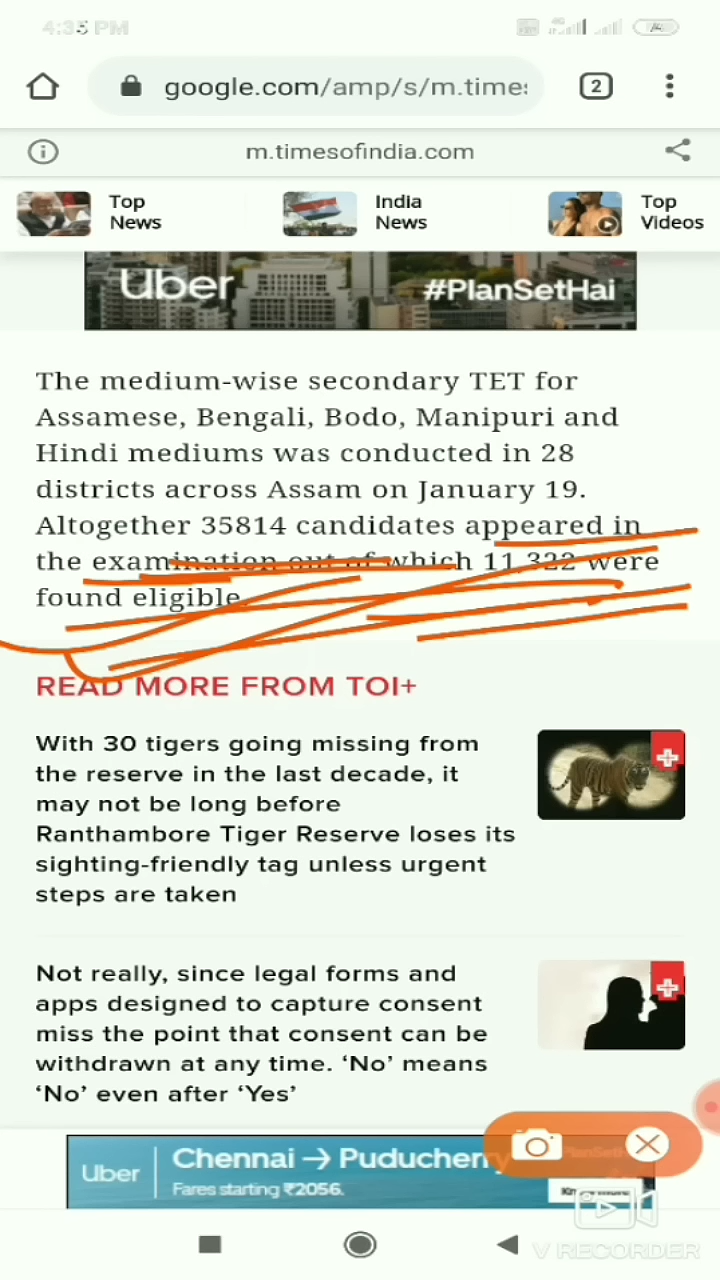 4:35 PM
google.com/amp/s/m.time
2
m.timesofindia.com
Top
News
India
News
Top
Videos
Uber
#PlanSetHai
The medium-wise secondary TET for
Assamese, Bengali, Bodo, Manipuri and
Hindi mediums was conducted in 28
districts across Assam on January 19.
Altogether 35814 candidates appeared in
the examination out of which 11,322 were
found eligible.
READ MORE FROM TOI+
With 30 tigers going missing from
the reserve in the last decade, it
may not be long before
Ranthambore Tiger Reserve loses its
sighting-friendly tag unless urgent
steps are taken
Not really, since legal forms and
apps designed to capture consent
miss the point that consent can be
withdrawn at any time. ‘No’ means
‘No’ even after ‘Yes’
Uber
Chennai → Puducherry
Fares starting ₹2056.
V RECORDER